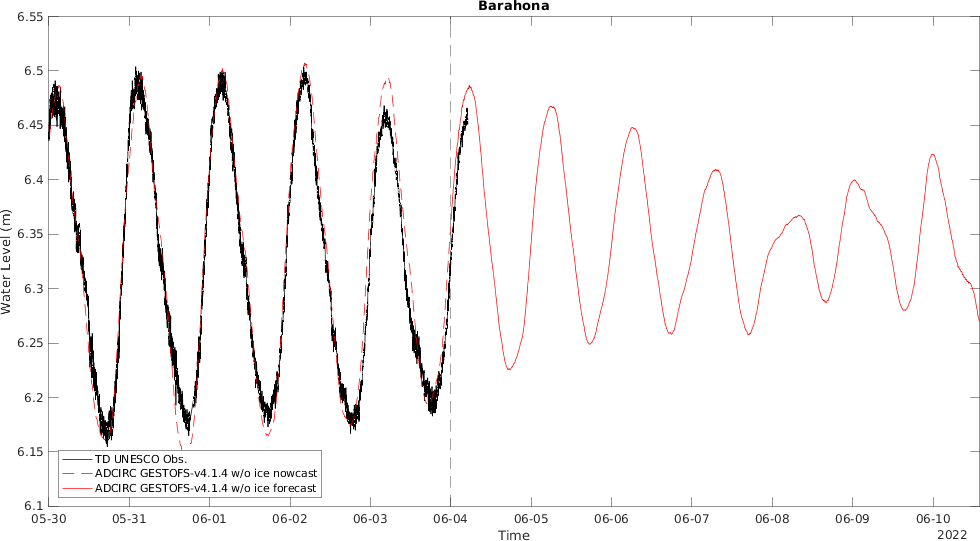 Barahona
Water Level (m)
6.55
6.5
6.45
6.4
6.35
6.3
6.25
6.2
6.15
6.1
TD UNESCO Obs.
ADCIRC GESTOFS-v4.1.4 w/o ice nowcast
ADCIRC GESTOFS-v4.1.4 w/o ice forecast
05-30 05-31 06-01 06-02 06-03 06-04 06-05 06-06 06-07 06-08 06-09 06-10
Time
2022